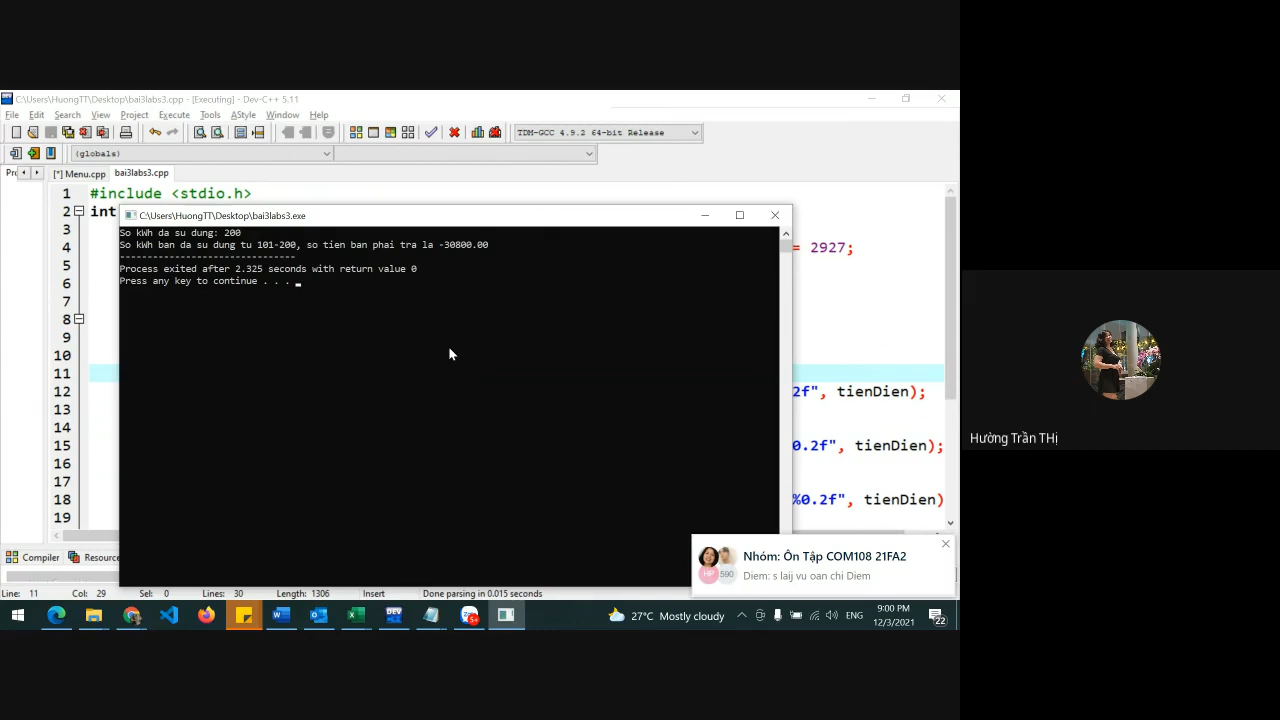 C:\Users\HuongTT\Desktop\bai3labs3.cpp - [Executing] - Dev-C++ 5.11
File Edit Search View Project Execute Tools AStyle Window Help
TDM-GCC 4.9.2 64-bit Release
(globals)
[*] Menu.cpp bai3labs3.cpp
1 #include <stdio.h>
2 int
C:\Users\HuongTT\Desktop\bai3labs3.exe
So kWh da su dung: 200
3
So kWh ban da su dung tu 101-200, so tien ban phai tra la -30800.00
4 = 2927;
--------------------------------
5
Process exited after 2.325 seconds with return value 0
Press any key to continue . . .
6
7
8
9
10
11
12 2f", tienDien);
13
14
15 0.2f", tienDien);
16
17
18 %0.2f", tienDien)
19
Compiler
Nhóm: Ôn Tập COM108 21FA2
HP 590
Diem: s laij vu oan chi Diem
Line: 11 Col: 29 Sel: 0 Lines: 30 Length: 1306 Insert Done parsing in 0.015 seconds
27°C Mostly cloudy ENG
9:00 PM
12/3/2021
22
5+
DEV
Hường Trần THị